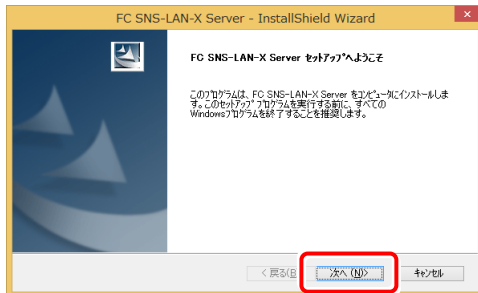 FC SNS-LAN-X Server - InstallShield Wizard
FC SNS-LAN-X Server ｾｯﾄｱｯﾌﾟへようこそ
このﾌﾟﾛｸﾞﾗﾑは、FC SNS-LAN-X Server をｺﾝﾋﾟｭｰﾀにｲﾝｽﾄｰﾙしま
す。このｾｯﾄｱｯﾌﾟ ﾌﾟﾛｸﾞﾗﾑを実行する前に、すべての
Windowsﾌﾟﾛｸﾞﾗﾑを終了することを推奨します。
< 戻る(B 次へ (N)> ｷｬﾝｾﾙ